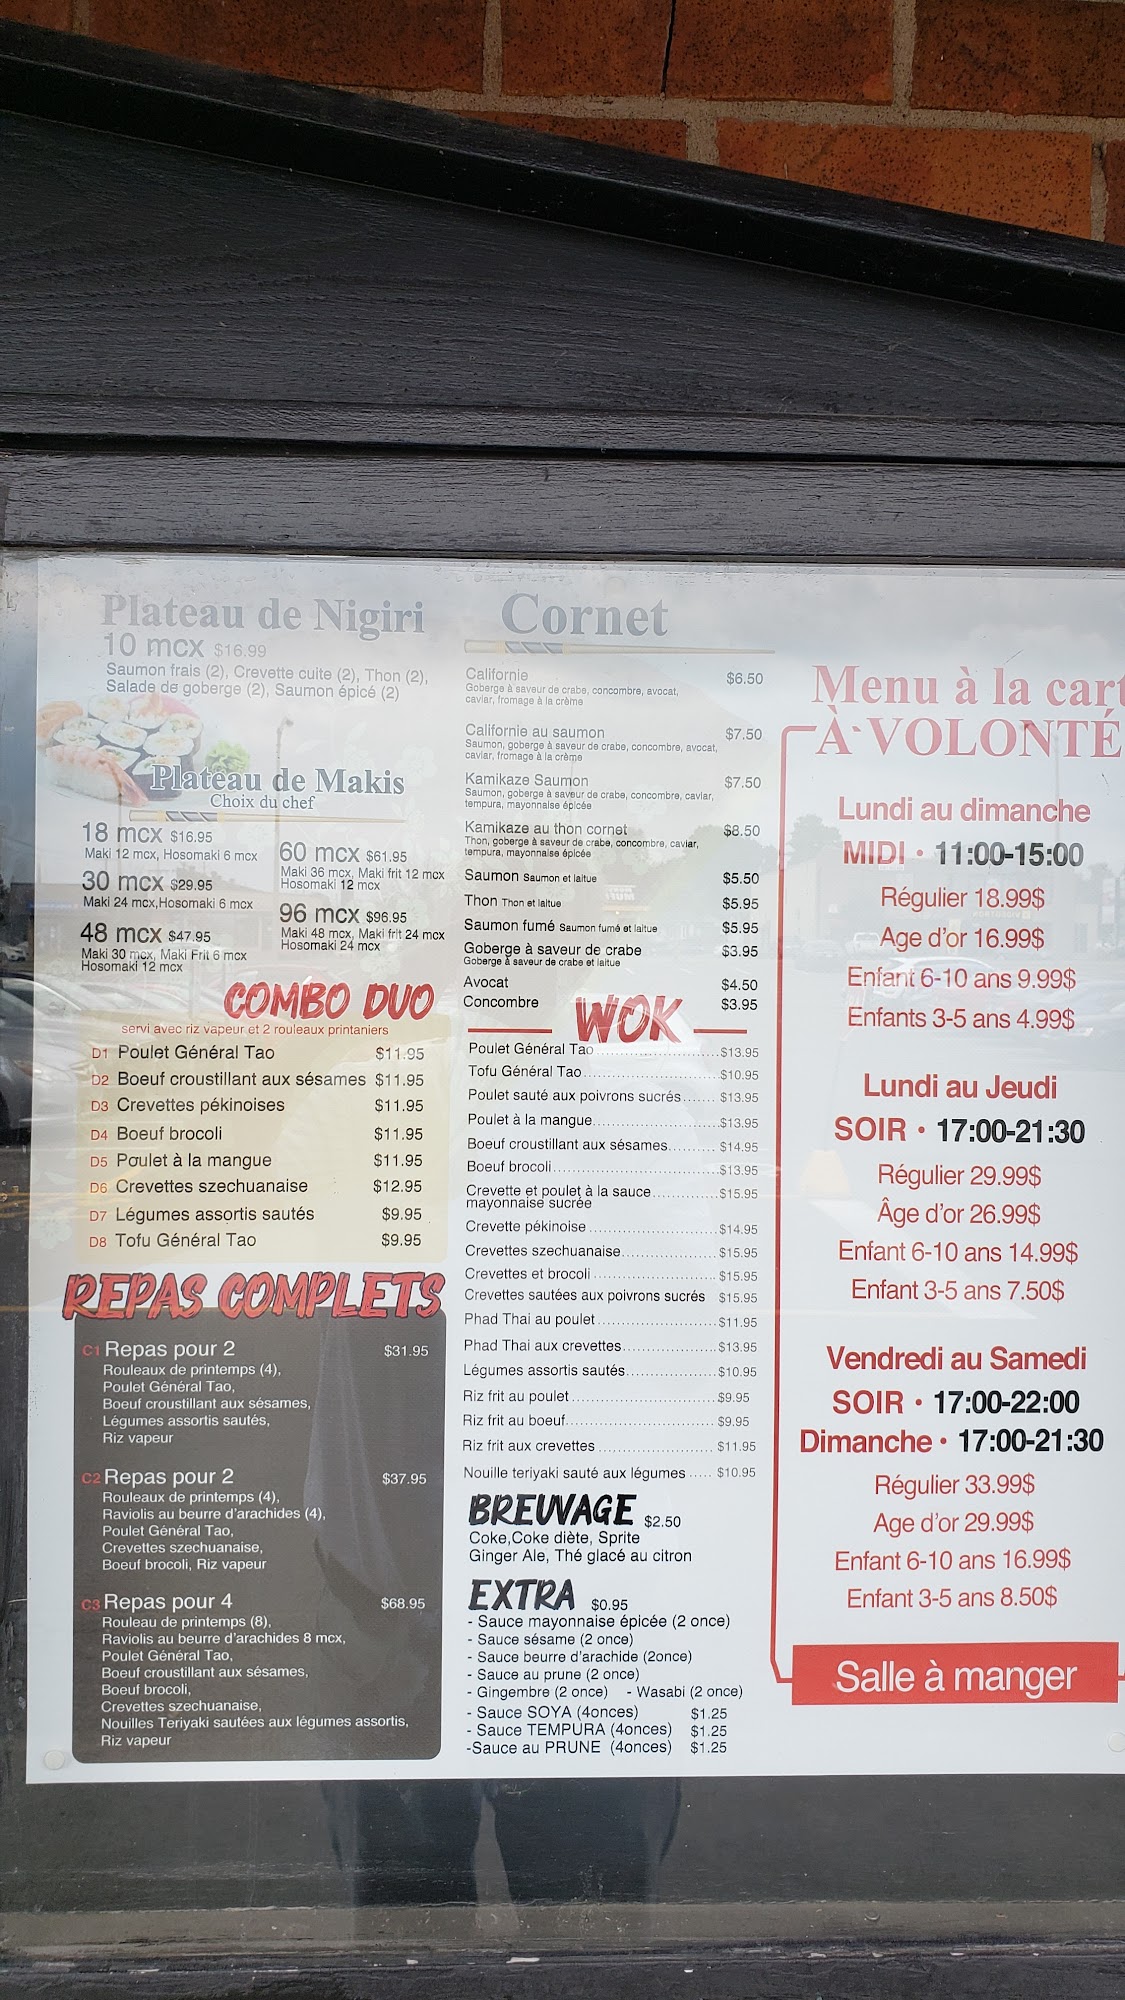 Plateau de Nigiri
10 mcx $16.99
Saumon frais (2), Crevette cuite (2), Thon (2),
Salade de goberge (2), Saumon épicé (2)
Plateau de Makis
Choix du chef
18 mcx $16.95
Maki 12 mcx, Hosomaki 6 mcx
30 mcx $29.95
Maki 24 mcx,Hosomaki 6 mcx
48 mcx $47.95
Maki 30 mcx, Maki Frit 6 mcx
Hosomaki 12 mcx
60 mcx $61.95
Maki 36 mcx, Maki frit 12 mcx
Hosomaki 12 mcx
96 mcx $96.95
Maki 48 mcx, Maki frit 24 mcx
Hosomaki 24 mcx
COMBO DUO
servi avec riz vapeur et 2 rouleaux printaniers
D1 Poulet Général Tao $11.95
D2 Boeuf croustillant aux sésames $11.95
D3 Crevettes pékinoises $11.95
D4 Boeuf brocoli $11.95
D5 Poulet à la mangue $11.95
D6 Crevettes szechuanaise $12.95
D7 Légumes assortis sautés $9.95
D8 Tofu Général Tao $9.95
REPAS COMPLETS
C1 Repas pour 2 $31.95
Rouleaux de printemps (4),
Poulet Général Tao,
Boeuf croustillant aux sésames,
Légumes assortis sautés,
Riz vapeur
C2 Repas pour 2 $37.95
Rouleaux de printemps (4),
Raviolis au beurre d'arachides (4),
Poulet Général Tao,
Crevettes szechuanaise,
Boeuf brocoli, Riz vapeur
C3 Repas pour 4 $68.95
Rouleau de printemps (8),
Raviolis au beurre d'arachides 8 mcx,
Poulet Général Tao,
Boeuf croustillant aux sésames,
Boeuf brocoli,
Crevettes szechuanaise,
Nouilles Teriyaki sautées aux légumes assortis,
Riz vapeur
Cornet
Californie $6.50
Goberge à saveur de crabe, concombre, avocat,
caviar, fromage à la crème
Californie au saumon $7.50
Saumon, goberge à saveur de crabe, concombre, avocat,
caviar, fromage à la crème
Kamikaze Saumon $7.50
Saumon, goberge à saveur de crabe, concombre, caviar,
tempura, mayonnaise épicée
Kamikaze au thon cornet $8.50
Thon, goberge à saveur de crabe, concombre, caviar,
tempura, mayonnaise épicée
Saumon Saumon et laitue $5.50
Thon Thon et laitue $5.95
Saumon fumé Saumon fumé et laitue $5.95
Goberge à saveur de crabe $3.95
Goberge à saveur de crabe et laitue
Avocat $4.50
Concombre $3.95
WOK
Poulet Général Tao.....................$13.95
Tofu Général Tao.......................$10.95
Poulet sauté aux poivrons sucrés.......$13.95
Poulet à la mangue.....................$13.95
Boeuf croustillant aux sésames.........$14.95
Boeuf brocoli..........................$13.95
Crevette et poulet à la sauce..........$15.95
mayonnaise sucrée
Crevette pékinoise.....................$14.95
Crevettes szechuanaise.................$15.95
Crevettes et brocoli...................$15.95
Crevettes sautées aux poivrons sucrés $15.95
Phad Thai au poulet....................$11.95
Phad Thai aux crevettes................$13.95
Légumes assortis sautés................$10.95
Riz frit au poulet.....................$9.95
Riz frit au boeuf......................$9.95
Riz frit aux crevettes.................$11.95
Nouille teriyaki sauté aux légumes.....$10.95
BREUVAGE $2.50
Coke,Coke diète, Sprite
Ginger Ale, Thé glacé au citron
EXTRA $0.95
- Sauce mayonnaise épicée (2 once)
- Sauce sésame (2 once)
- Sauce beurre d'arachide (2once)
- Sauce au prune (2 once)
- Gingembre (2 once) - Wasabi (2 once)
- Sauce SOYA (4onces) $1.25
- Sauce TEMPURA (4onces) $1.25
-Sauce au PRUNE (4onces) $1.25
Menu à la cart
À VOLONTÉ
Lundi au dimanche
MIDI • 11:00-15:00
Régulier 18.99$
Age d'or 16.99$
Enfant 6-10 ans 9.99$
Enfants 3-5 ans 4.99$
Lundi au Jeudi
SOIR • 17:00-21:30
Régulier 29.99$
Âge d'or 26.99$
Enfant 6-10 ans 14.99$
Enfant 3-5 ans 7.50$
Vendredi au Samedi
SOIR • 17:00-22:00
Dimanche • 17:00-21:30
Régulier 33.99$
Age d'or 29.99$
Enfant 6-10 ans 16.99$
Enfant 3-5 ans 8.50$
Salle à manger